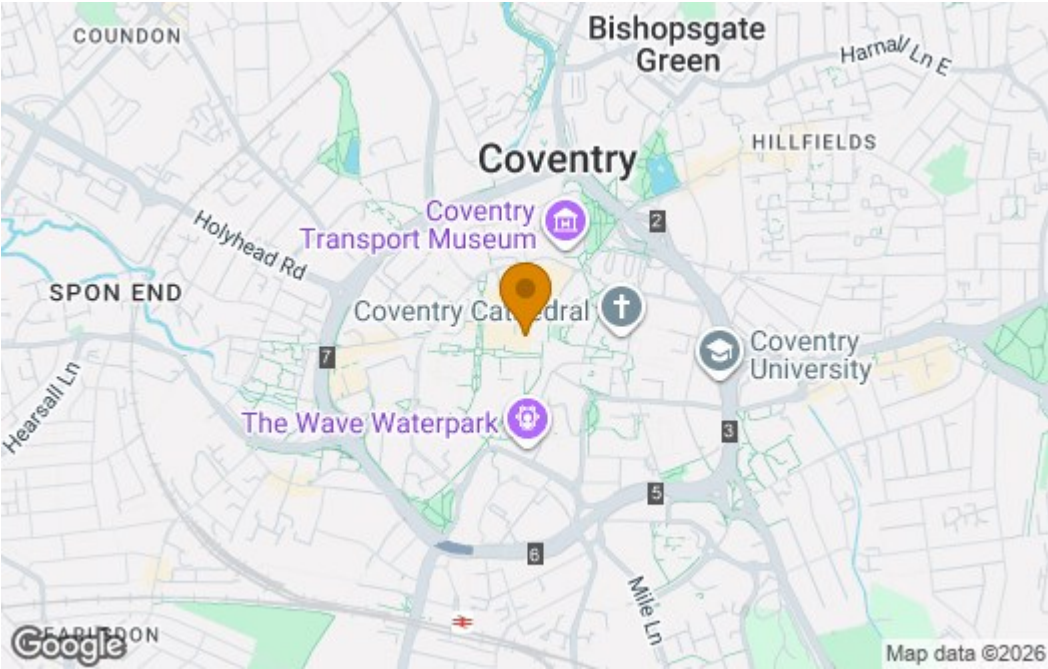 COUNDON
Bishopsgate
Green
Harnall Ln E
HILLFIELDS
Coventry
Coventry
Transport Museum
2
Holyhead Rd
SPON END
Coventry Cathedral
7
Coventry
University
Hearsall Ln
The Wave Waterpark
3
5
6
Mile Ln
EARLSDON
Google
Map data ©2026